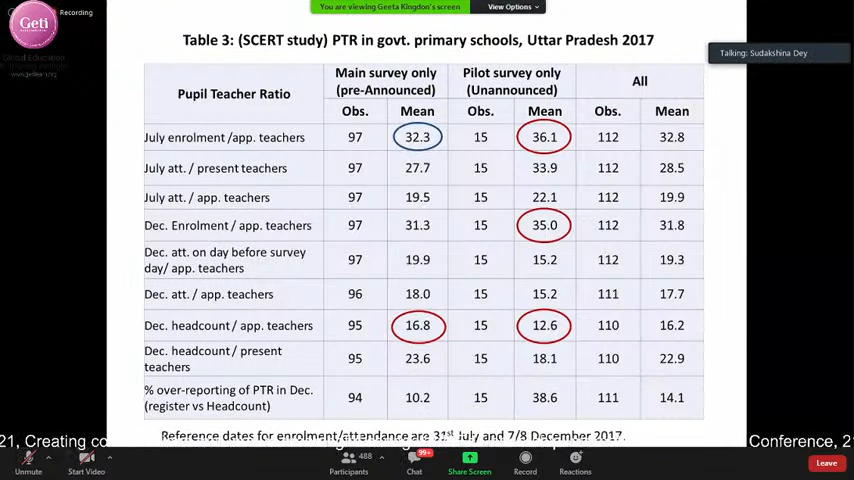 Geti
Recording
Global Education
www.getilearn.org
You are viewing Geeta Kingdon's screen
View Options
Talking: Sudakshina Dey
Table 3: (SCERT study) PTR in govt. primary schools, Uttar Pradesh 2017
Pupil Teacher Ratio
Main survey only (pre-Announced)
Pilot survey only (Unannounced)
All
Obs. Mean Obs. Mean Obs. Mean
July enrolment /app. teachers 97 32.3 15 36.1 112 32.8
July att. / present teachers 97 27.7 15 33.9 112 28.5
July att. / app. teachers 97 19.5 15 22.1 112 19.9
Dec. Enrolment / app. teachers 97 31.3 15 35.0 112 31.8
Dec. att. on day before survey
day/ app. teachers 97 19.9 15 15.2 112 19.3
Dec. att. / app. teachers 96 18.0 15 15.2 111 17.7
Dec. headcount / app. teachers 95 16.8 15 12.6 110 16.2
Dec. headcount / present
teachers 95 23.6 15 18.1 110 22.9
% over-reporting of PTR in Dec.
(register vs Headcount) 94 10.2 15 38.6 111 14.1
Reference dates for enrolment/attendance are 31st July and 7/8 December 2017.
21, Creating co
Conference, 21
Unmute
Start Video
488
Participants
99+
Chat
Share Screen
Record
Reactions
Leave